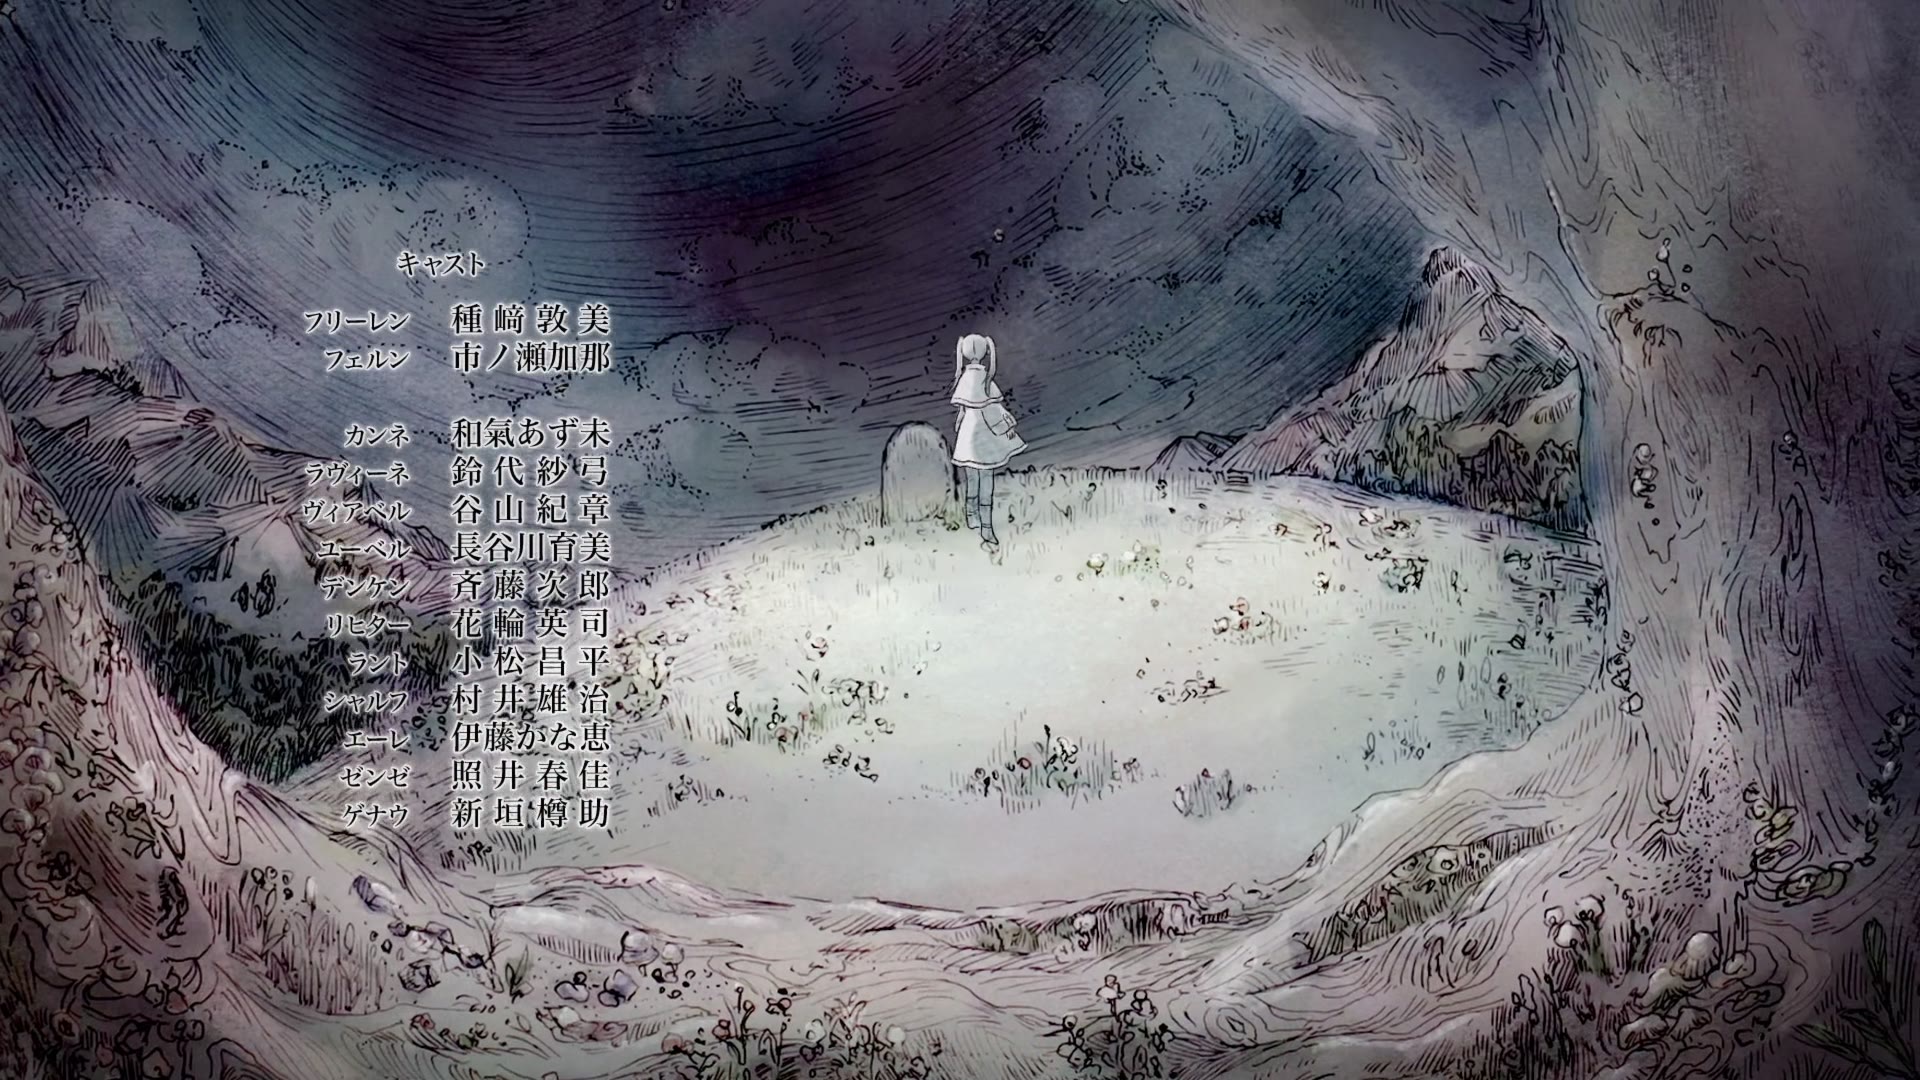 キャスト
フリーレン 種﨑敦美
フェルン 市ノ瀬加那
カンネ 和氣あず未
ラヴィーネ 鈴代紗弓
ヴィアベル 谷山紀章
ユーベル 長谷川育美
デンケン 斉藤次郎
リヒター 花輪英司
ラント 小松昌平
シャルフ 村井雄治
エーレ 伊藤かな恵
ゼンゼ 照井春佳
ゲナウ 新垣樽助